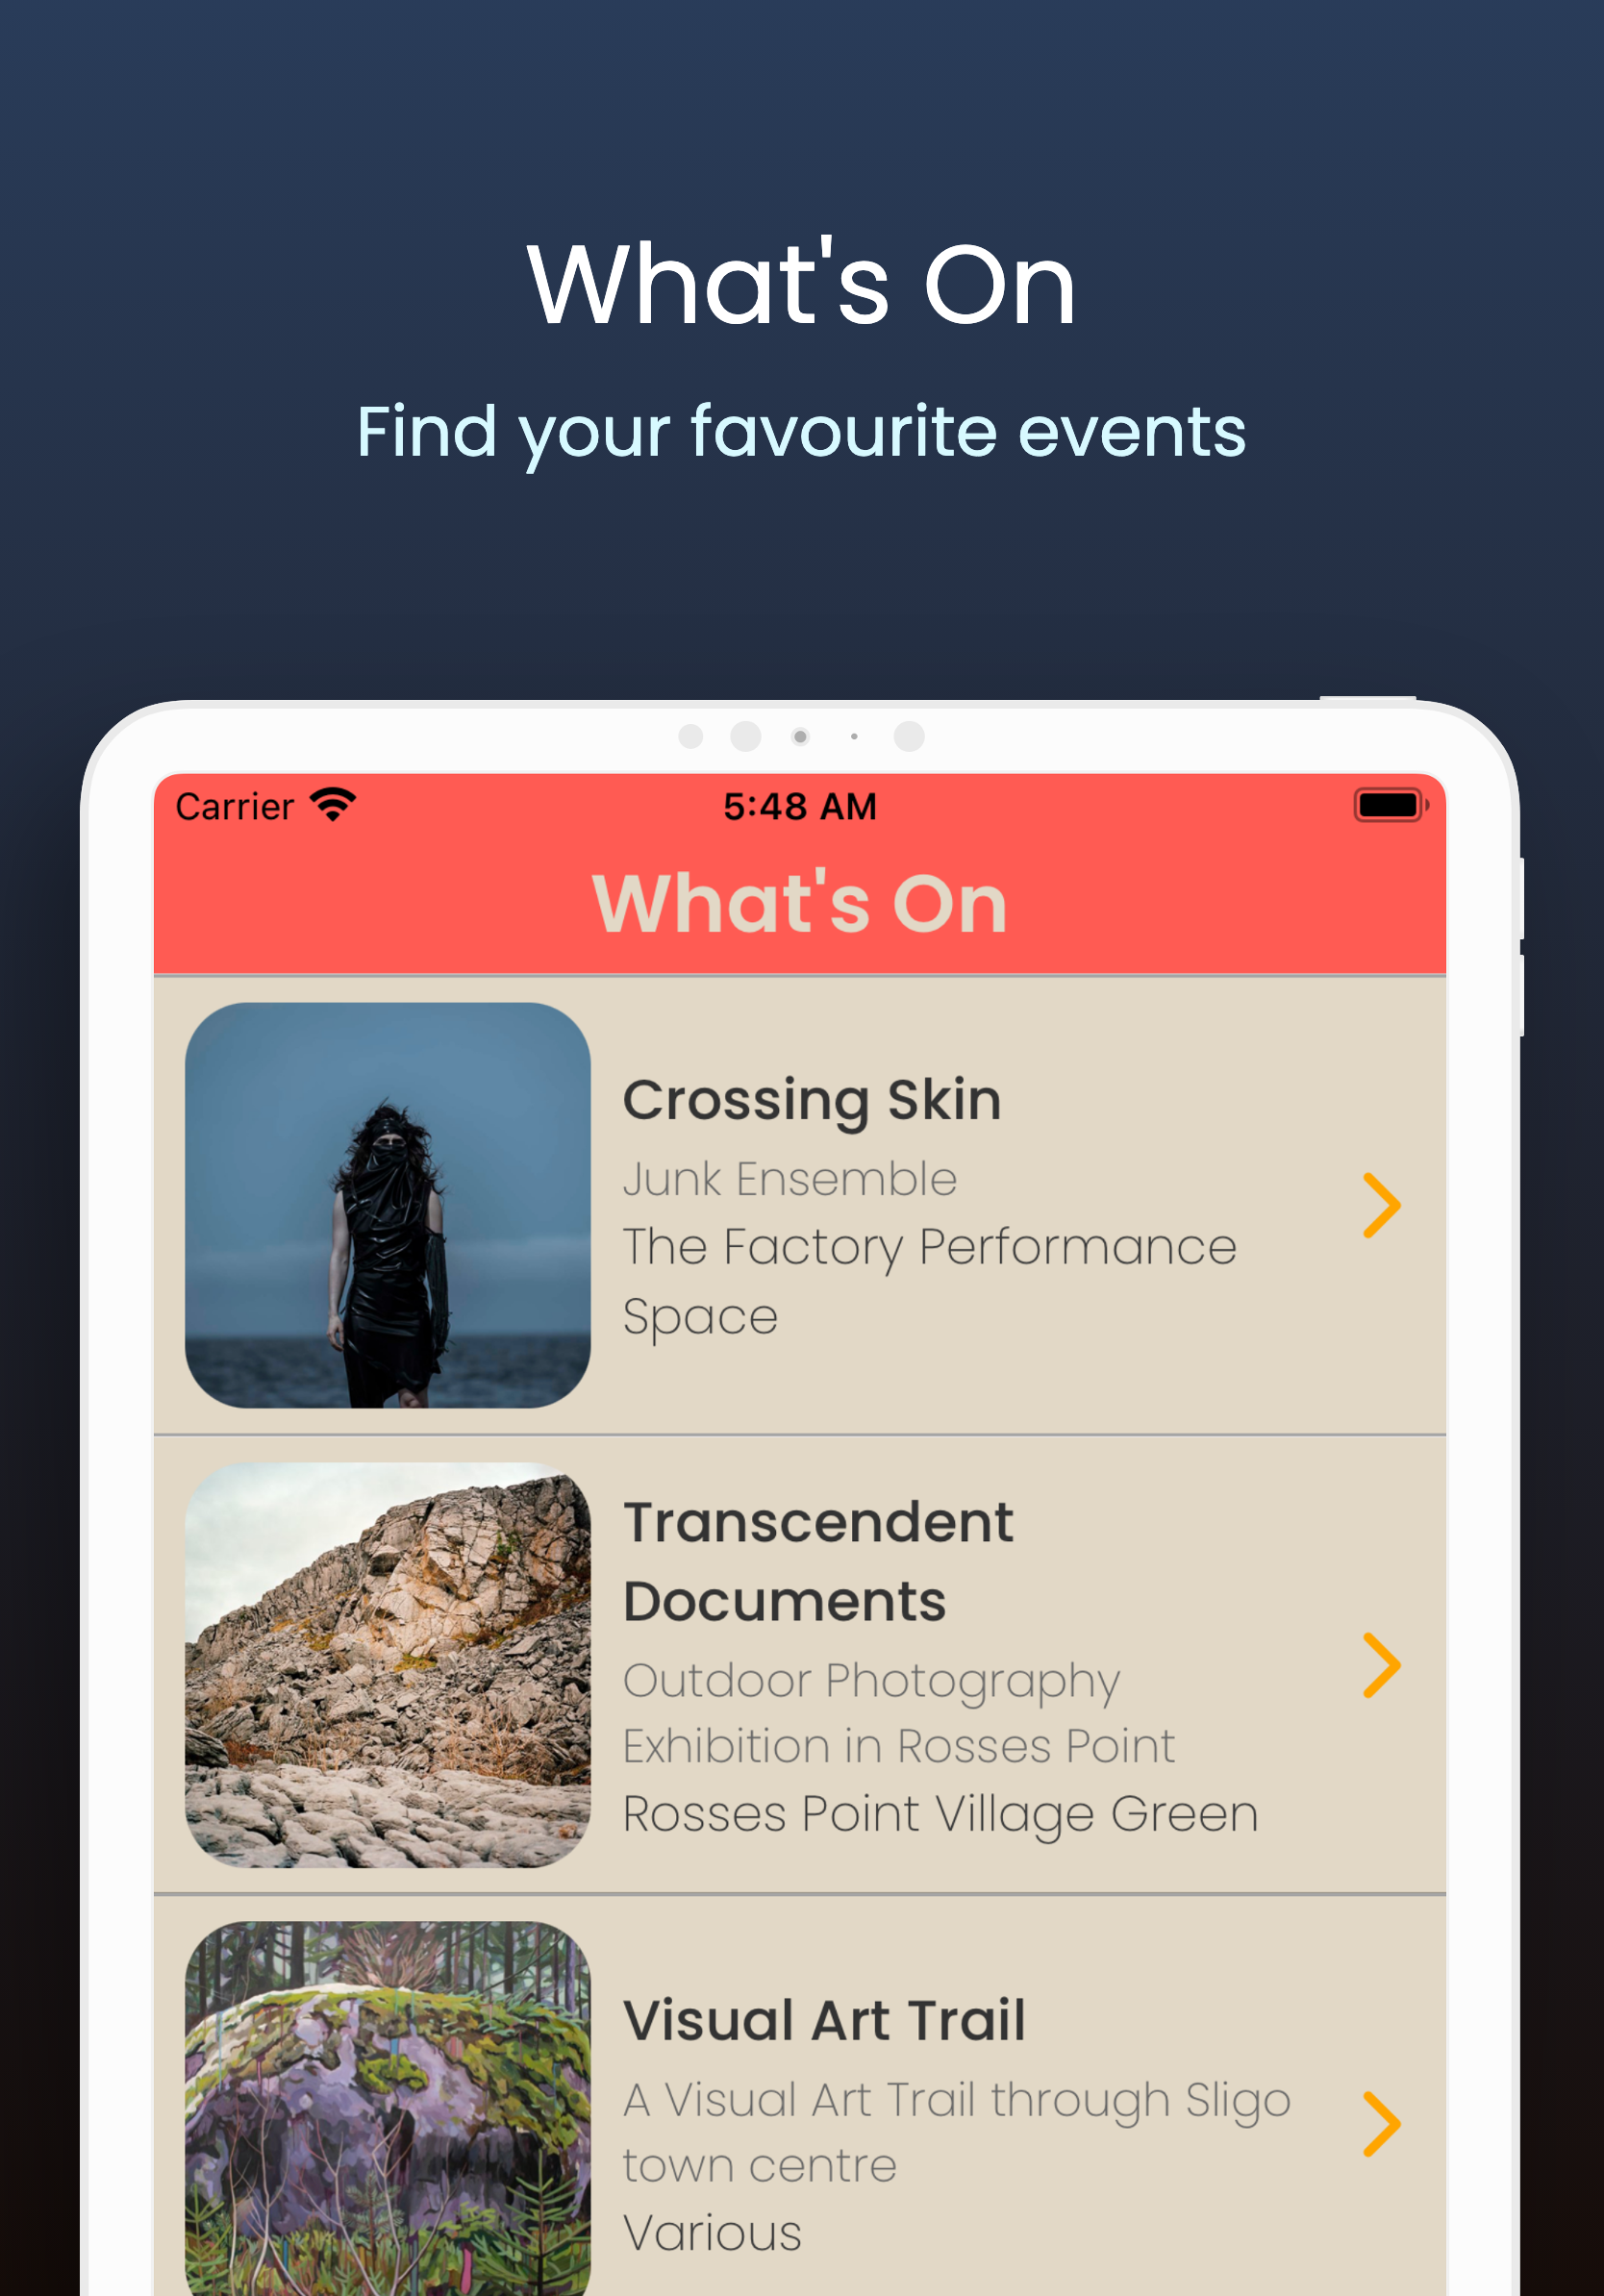 What's On
Find your favourite events
Carrier
5:48 AM
What's On
Crossing Skin
Junk Ensemble
The Factory Performance
Space
Transcendent
Documents
Outdoor Photography
Exhibition in Rosses Point
Rosses Point Village Green
Visual Art Trail
A Visual Art Trail through Sligo
town centre
Various